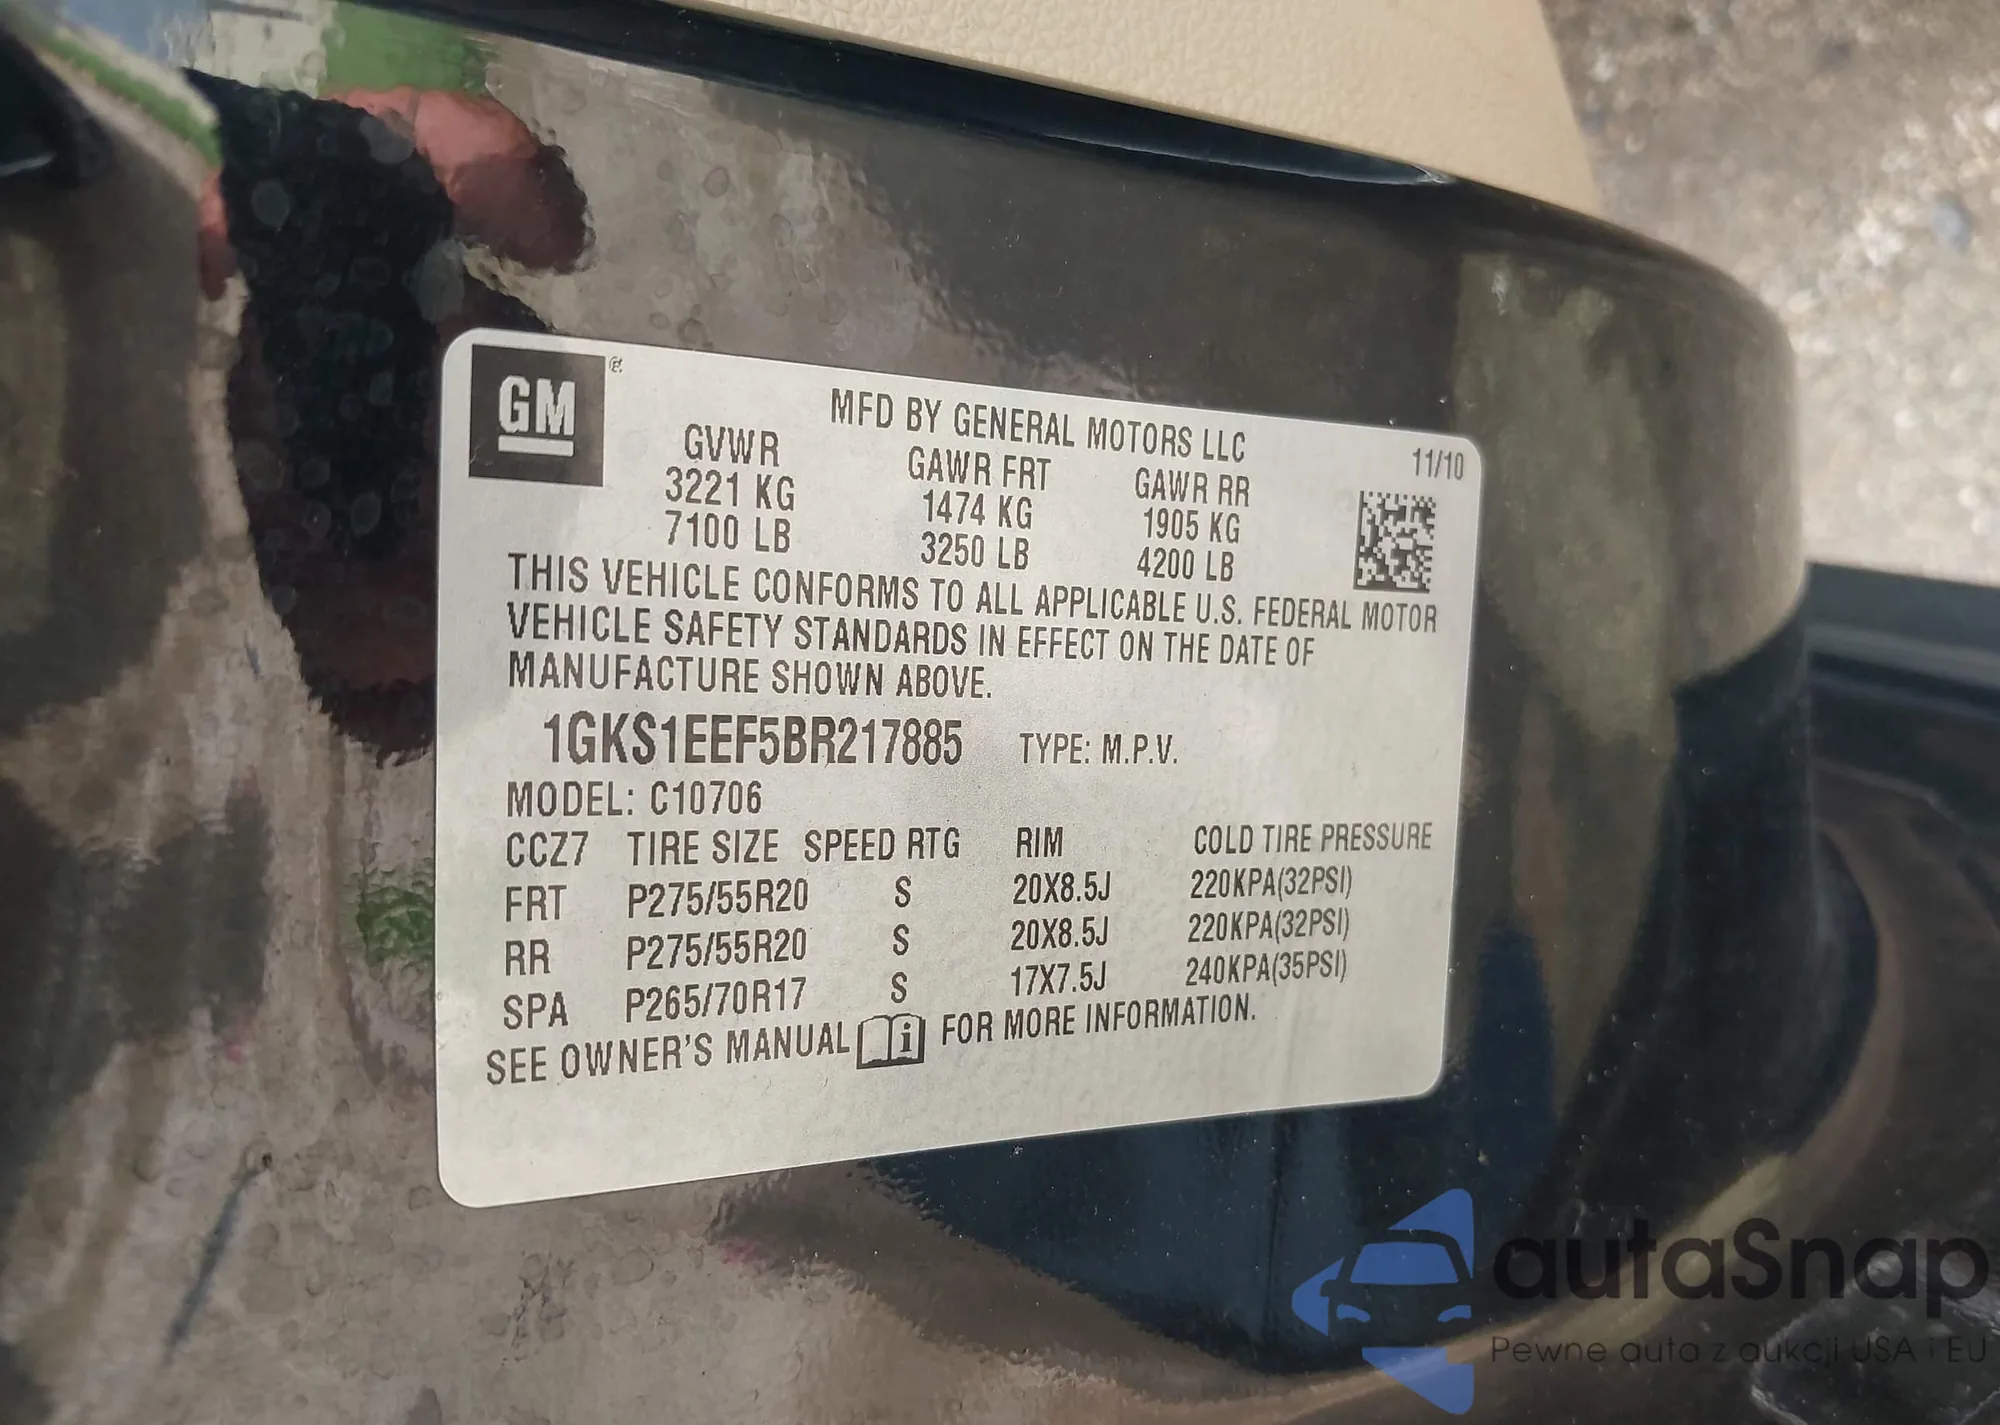 GM
MFD BY GENERAL MOTORS LLC
11/10
GVWR GAWR FRT GAWR RR
3221 KG 1474 KG 1905 KG
7100 LB 3250 LB 4200 LB
THIS VEHICLE CONFORMS TO ALL APPLICABLE U.S. FEDERAL MOTOR
VEHICLE SAFETY STANDARDS IN EFFECT ON THE DATE OF
MANUFACTURE SHOWN ABOVE.
1GKS1EEF5BR217885 TYPE: M.P.V.
MODEL: C10706
CCZ7 TIRE SIZE SPEED RTG RIM COLD TIRE PRESSURE
FRT P275/55R20 S 20X8.5J 220KPA(32PSI)
RR P275/55R20 S 20X8.5J 220KPA(32PSI)
SPA P265/70R17 S 17X7.5J 240KPA(35PSI)
SEE OWNER'S MANUAL i FOR MORE INFORMATION.
autaSnap
Pewne auta z aukcji USA i EU